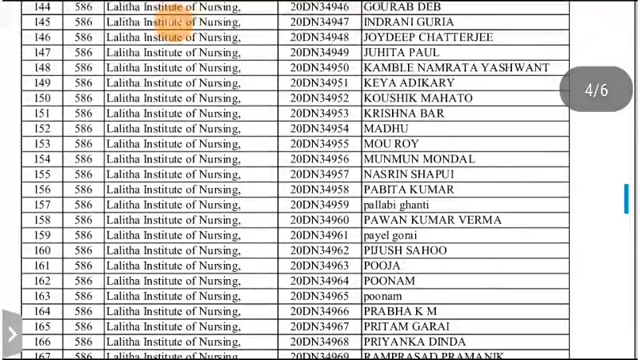 144 586 Lalitha Institute of Nursing, 20DN34946 GOURAB DEB
145 586 Lalitha Institute of Nursing, 20DN34947 INDRANI GURIA
146 586 Lalitha Institute of Nursing, 20DN34948 JOYDEEP CHATTERJEE
147 586 Lalitha Institute of Nursing, 20DN34949 JUHITA PAUL
148 586 Lalitha Institute of Nursing, 20DN34950 KAMBLE NAMRATA YASHWANT
149 586 Lalitha Institute of Nursing, 20DN34951 KEYA ADIKARY
150 586 Lalitha Institute of Nursing, 20DN34952 KOUSHIK MAHATO
151 586 Lalitha Institute of Nursing, 20DN34953 KRISHNA BAR
152 586 Lalitha Institute of Nursing, 20DN34954 MADHU
153 586 Lalitha Institute of Nursing, 20DN34955 MOU ROY
154 586 Lalitha Institute of Nursing, 20DN34956 MUNMUN MONDAL
155 586 Lalitha Institute of Nursing, 20DN34957 NASRIN SHAPUI
156 586 Lalitha Institute of Nursing, 20DN34958 PABITA KUMAR
157 586 Lalitha Institute of Nursing, 20DN34959 pallabi ghanti
158 586 Lalitha Institute of Nursing, 20DN34960 PAWAN KUMAR VERMA
159 586 Lalitha Institute of Nursing, 20DN34961 payel gorai
160 586 Lalitha Institute of Nursing, 20DN34962 PIJUSH SAHOO
161 586 Lalitha Institute of Nursing, 20DN34963 POOJA
162 586 Lalitha Institute of Nursing, 20DN34964 POONAM
163 586 Lalitha Institute of Nursing, 20DN34965 poonam
164 586 Lalitha Institute of Nursing, 20DN34966 PRABHA K M
165 586 Lalitha Institute of Nursing, 20DN34967 PRITAM GARAI
166 586 Lalitha Institute of Nursing, 20DN34968 PRIYANKA DINDA
167 586 Lalitha Institute of Nursing, 20DN34969 RAMPRASAD PRAMANIK
4/6